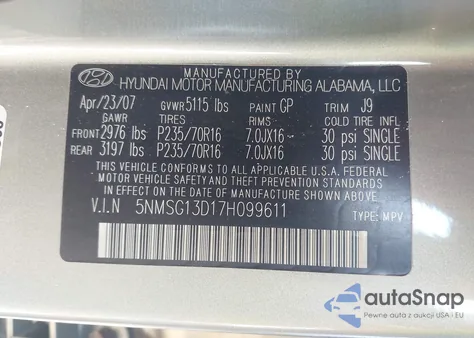 MANUFACTURED BY
HYUNDAI MOTOR MANUFACTURING ALABAMA, LLC
Apr/23/07 GVWR 5115 lbs PAINT GP TRIM J9
GAWR TIRES RIMS COLD TIRE INFL
FRONT 2976 lbs P235/70R16 7.0JX16 30 psi SINGLE
REAR 3197 lbs P235/70R16 7.0JX16 30 psi SINGLE
THIS VEHICLE CONFORMS TO ALL APPLICABLE U.S.A. FEDERAL
MOTOR VEHICLE SAFETY STANDARDS IN
EFFECT ON THE DATE OF MANUFACTURE SHOWN ABOVE.
V.I.N 5NMSG13D17H099611
TYPE: MPV
autoSnap
Pewne auta z aukcji USA i EU